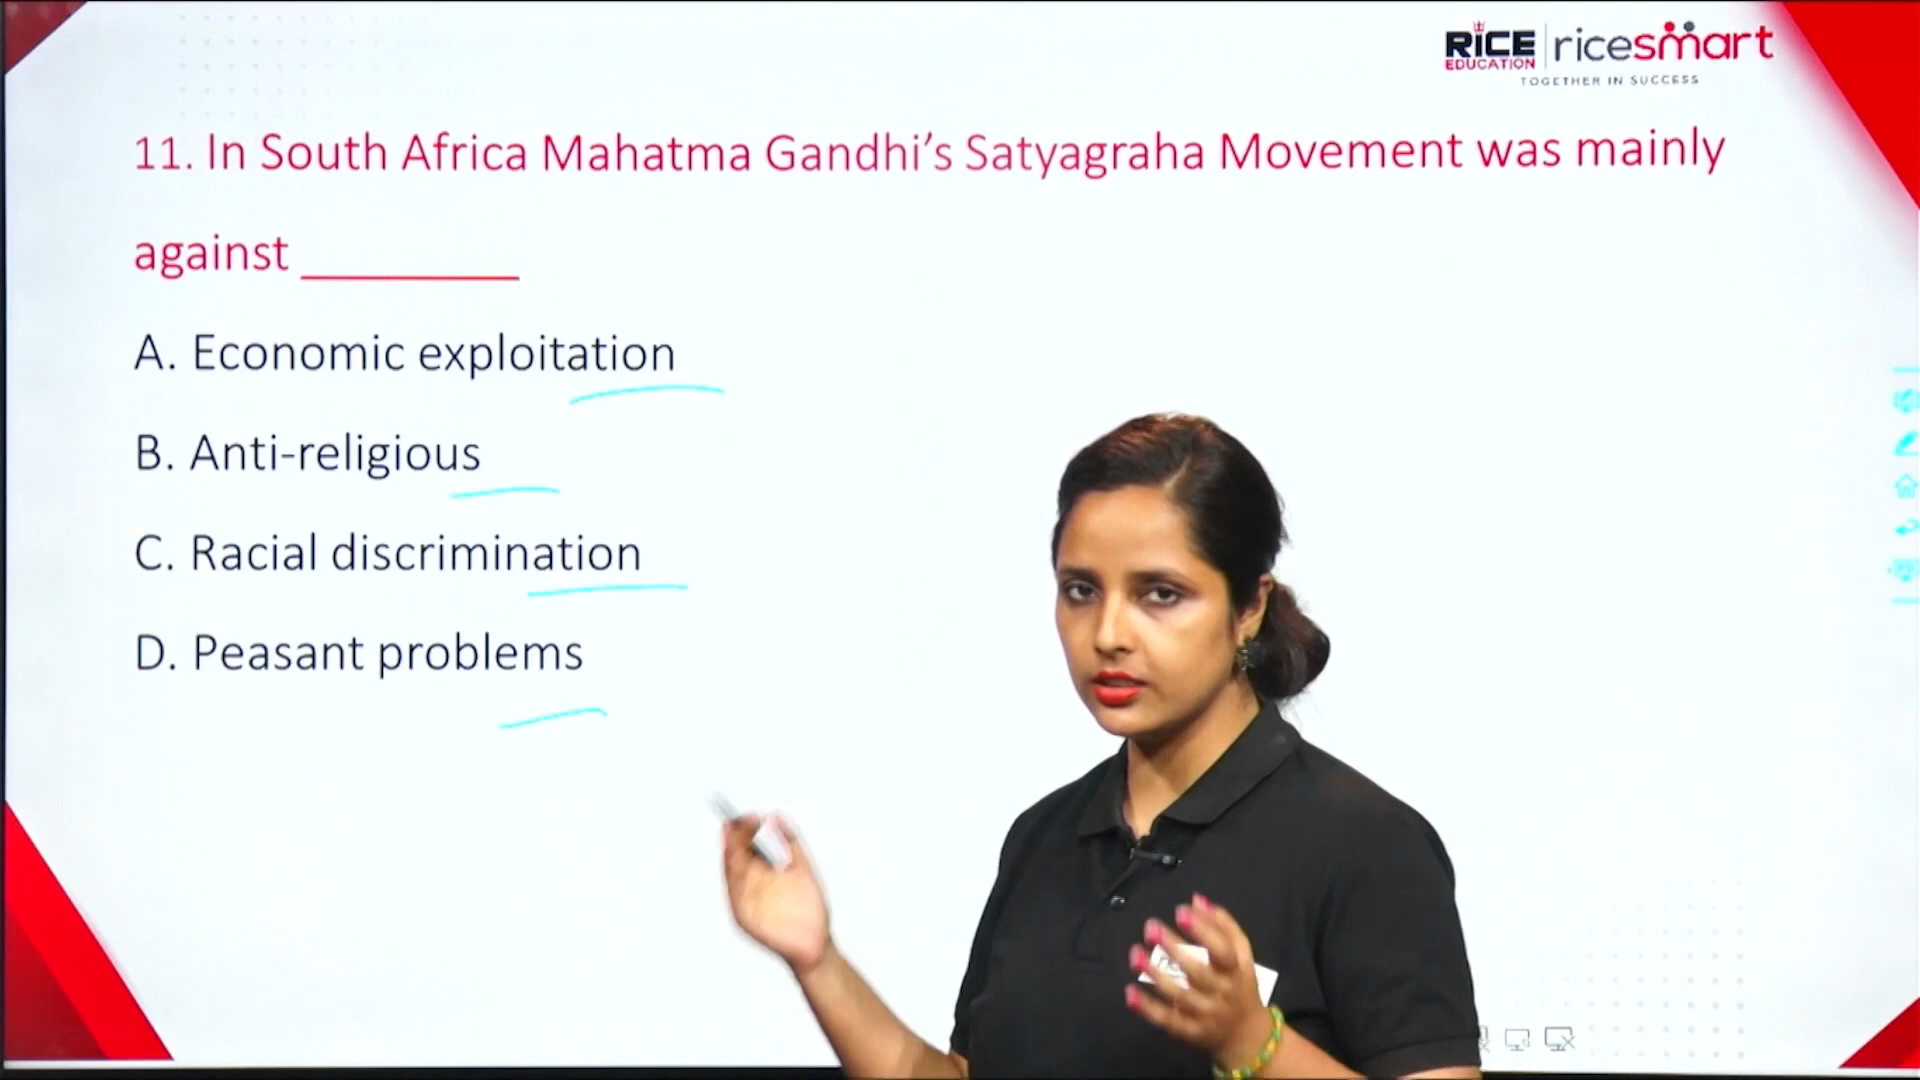 RICE
EDUCATION
ricesmart
TOGETHER IN SUCCESS
11. In South Africa Mahatma Gandhi’s Satyagraha Movement was mainly
against ________
A. Economic exploitation
B. Anti-religious
C. Racial discrimination
D. Peasant problems